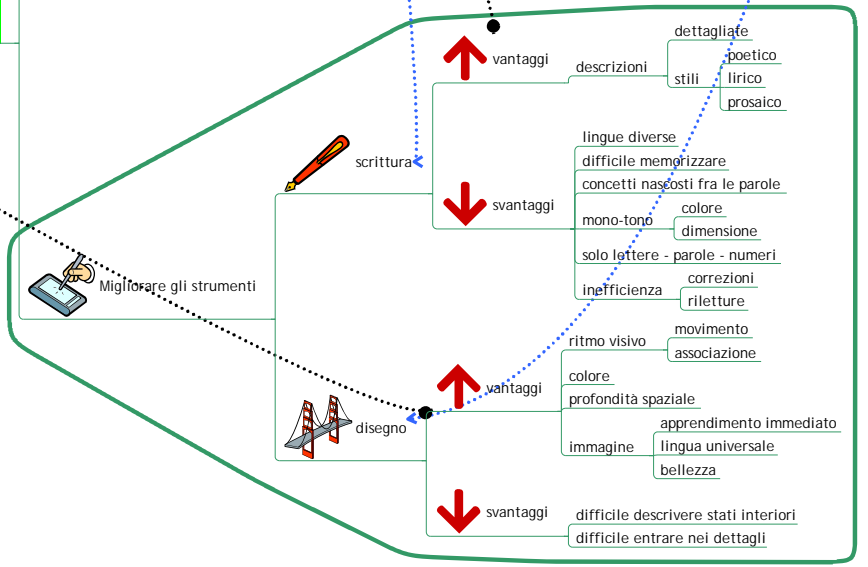 dettagliate
vantaggi
poetico
descrizioni
stili
lirico
prosaico
lingue diverse
scrittura
difficile memorizzare
concetti nascosti fra le parole
svantaggi
colore
mono-tono
dimensione
solo lettere - parole - numeri
Migliorare gli strumenti
correzioni
inefficienza
riletture
movimento
ritmo visivo
associazione
colore
vantaggi
profondità spaziale
apprendimento immediato
disegno
immagine
lingua universale
bellezza
svantaggi
difficile descrivere stati interiori
difficile entrare nei dettagli